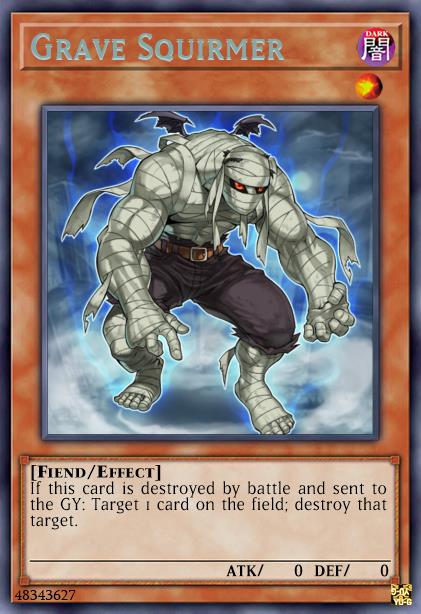 GRAVE SQUIRMER
DARK
闇
[FIEND/EFFECT]
If this card is destroyed by battle and sent to
the GY: Target 1 card on the field; destroy that
target.
ATK/ 0 DEF/ 0
48343627